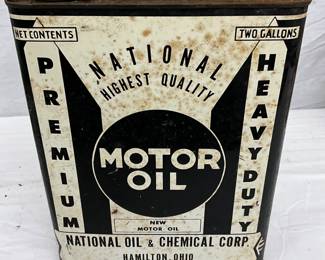 NET CONTENTS
TWO GALLONS
NATIONAL
HIGHEST QUALITY
PREMIUM
HEAVY DUTY
MOTOR
OIL
NEW
MOTOR OIL
NATIONAL OIL & CHEMICAL CORP.
HAMILTON, OHIO